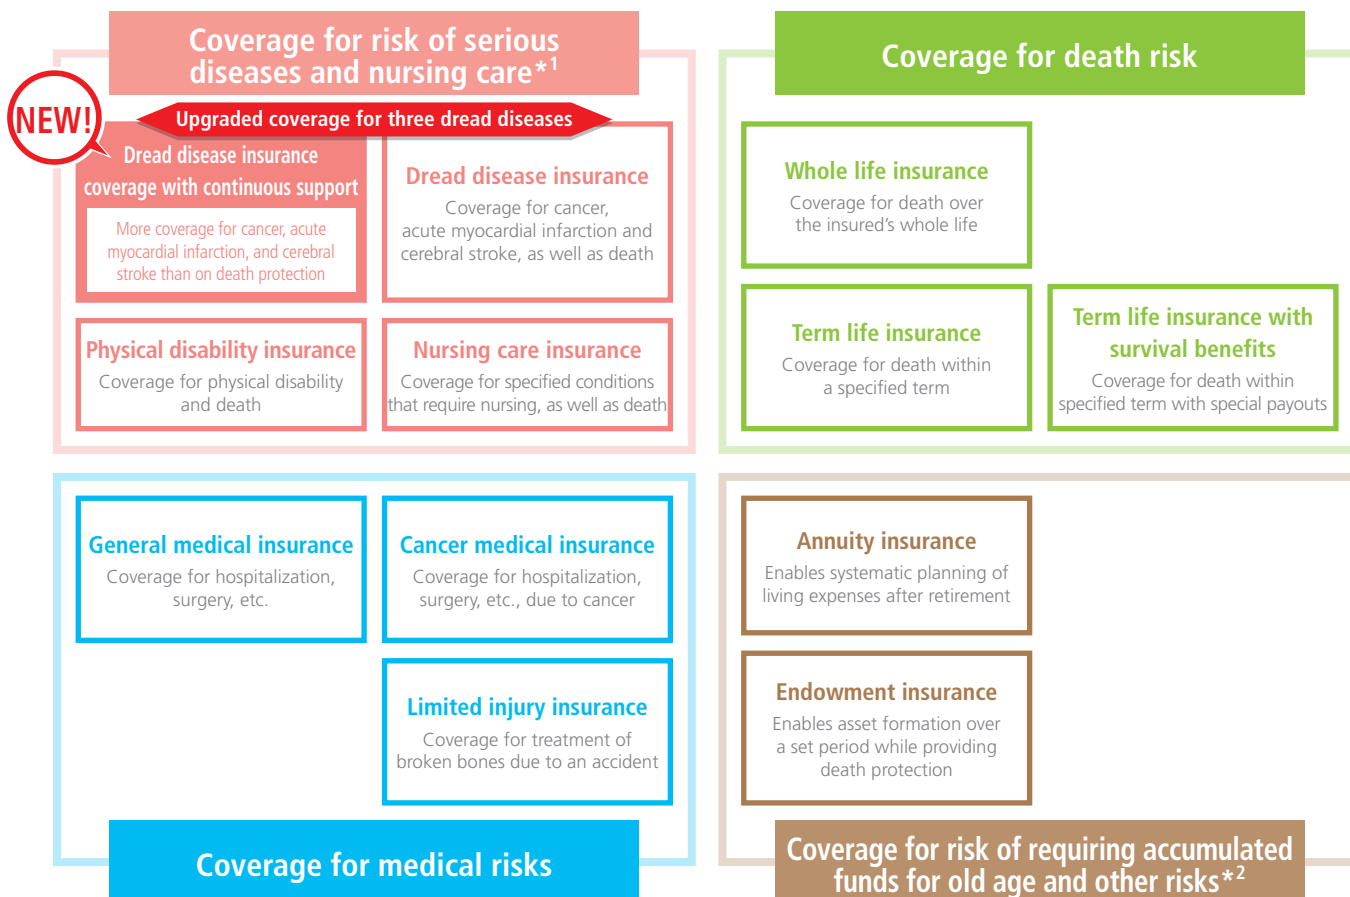 Coverage for risk of serious
diseases and nursing care*1
NEW!
Upgraded coverage for three dread diseases
Dread disease insurance
coverage with continuous support
More coverage for cancer, acute
myocardial infarction, and cerebral
stroke than on death protection
Dread disease insurance
Coverage for cancer,
acute myocardial infarction and
cerebral stroke, as well as death
Physical disability insurance
Coverage for physical disability
and death
Nursing care insurance
Coverage for specified conditions
that require nursing, as well as death
Coverage for death risk
Whole life insurance
Coverage for death over
the insured's whole life
Term life insurance
Coverage for death within
a specified term
Term life insurance with
survival benefits
Coverage for death within
specified term with special payouts
General medical insurance
Coverage for hospitalization,
surgery, etc.
Cancer medical insurance
Coverage for hospitalization,
surgery, etc., due to cancer
Limited injury insurance
Coverage for treatment of
broken bones due to an accident
Coverage for medical risks
Annuity insurance
Enables systematic planning of
living expenses after retirement
Endowment insurance
Enables asset formation over
a set period while providing
death protection
Coverage for risk of requiring accumulated
funds for old age and other risks*2